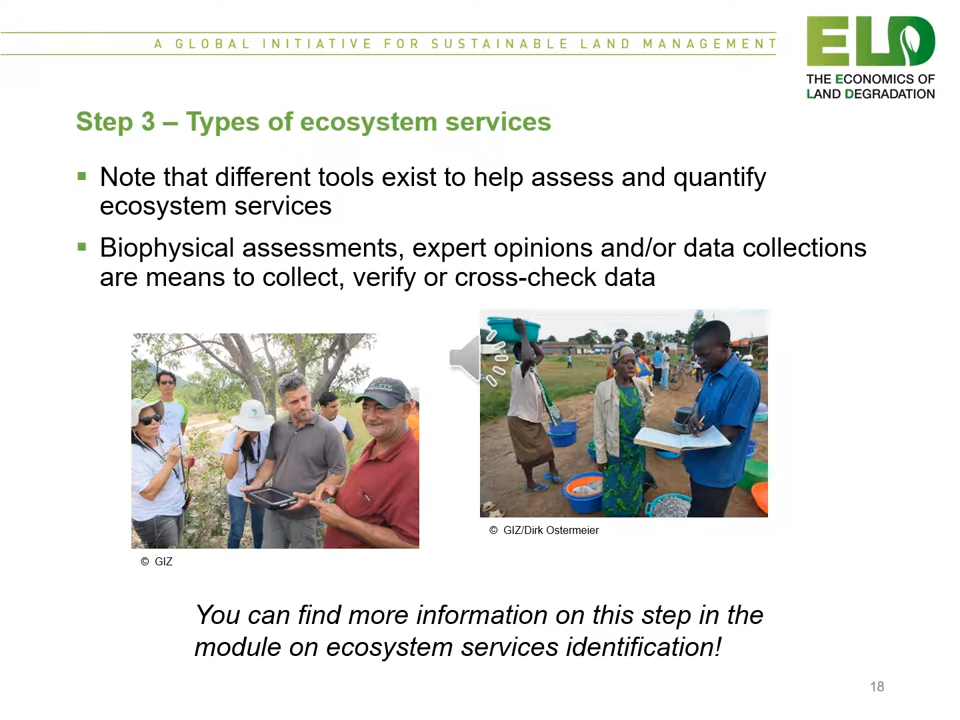 A GLOBAL INITIATIVE FOR SUSTAINABLE LAND MANAGEMENT
ELD
THE ECONOMICS OF
LAND DEGRADATION
Step 3 – Types of ecosystem services
▪ Note that different tools exist to help assess and quantify
ecosystem services
▪ Biophysical assessments, expert opinions and/or data collections
are means to collect, verify or cross-check data
© GIZ/Dirk Ostermeier
© GIZ
You can find more information on this step in the
module on ecosystem services identification!
18